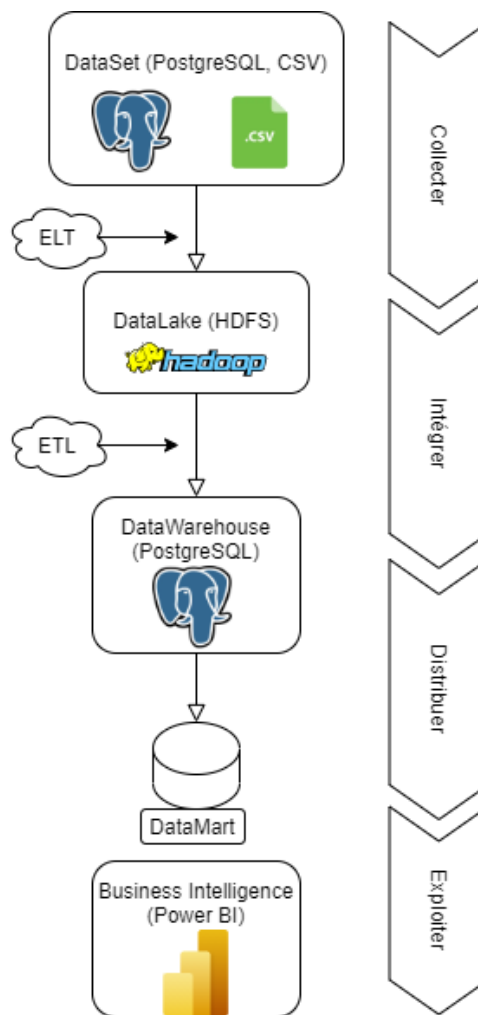 DataSet (PostgreSQL, CSV)
.csv
Collecter
ELT
DataLake (HDFS)
hadoop
Intégrer
ETL
DataWarehouse
(PostgreSQL)
Distribuer
DataMart
Business Intelligence
(Power BI)
Exploiter